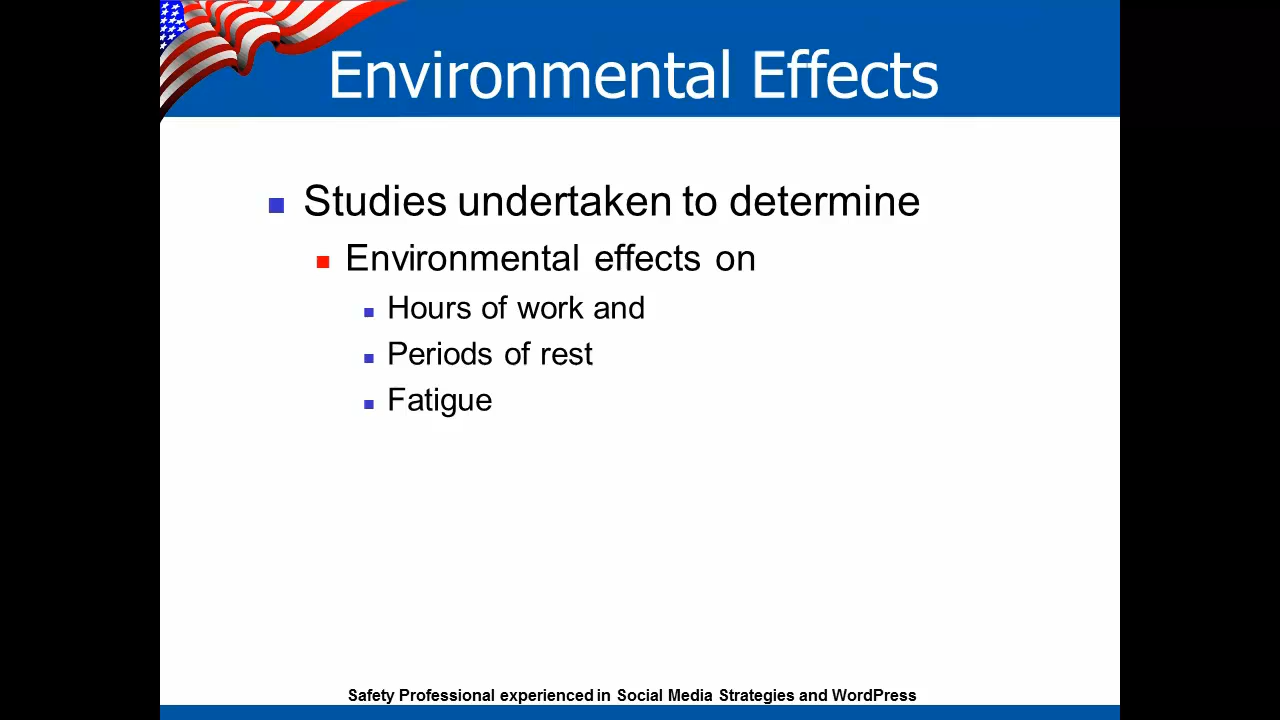 Environmental Effects
Studies undertaken to determine
Environmental effects on
Hours of work and
Periods of rest
Fatigue
Safety Professional experienced in Social Media Strategies and WordPress